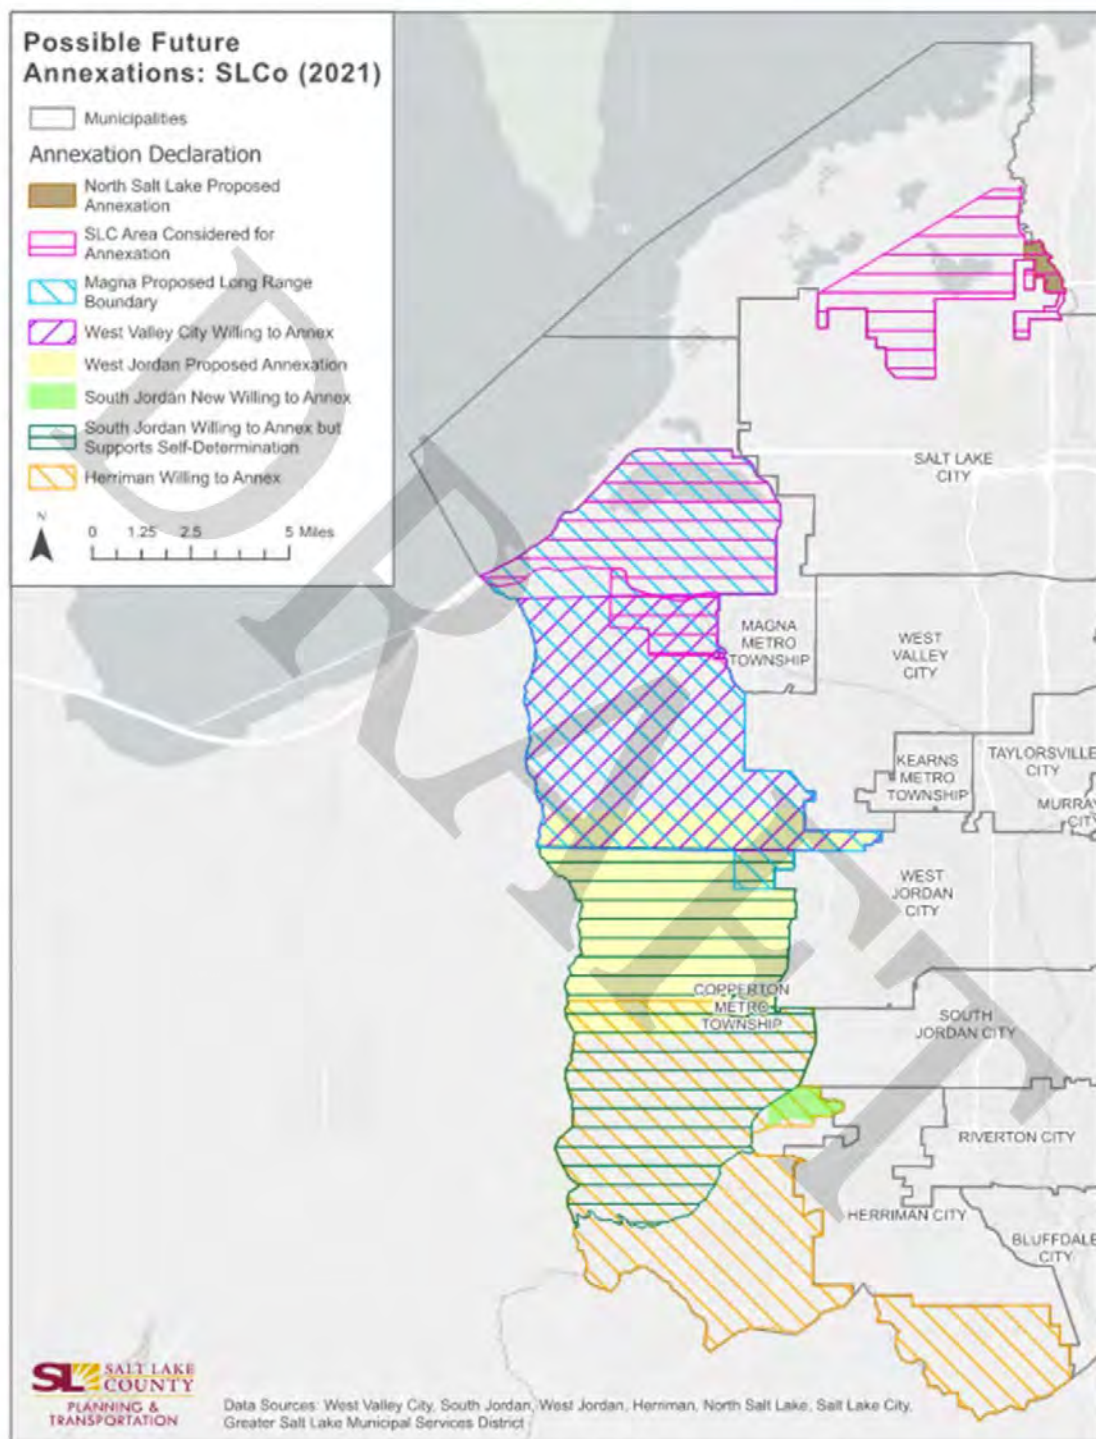 Possible Future
Annexations: SLCo (2021)
Municipalities
Annexation Declaration
North Salt Lake Proposed
Annexation
SLC Area Considered for
Annexation
Magna Proposed Long Range
Boundary
West Valley City Willing to Annex
West Jordan Proposed Annexation
South Jordan New Willing to Annex
South Jordan Willing to Annex but
Supports Self-Determination
Herriman Willing to Annex
N
0 1.25 2.5 5 Miles
SALT LAKE
CITY
MAGNA
METRO
TOWNSHIP
WEST
VALLEY
CITY
KEARNS
METRO
TOWNSHIP
TAYLORSVILLE
CITY
MURRAY
CITY
WEST
JORDAN
CITY
COPPERTON
METRO
TOWNSHIP
SOUTH
JORDAN CITY
RIVERTON CITY
HERRIMAN CITY
BLUFFDALE
CITY
DRAFT
SL SALT LAKE
COUNTY
PLANNING &
TRANSPORTATION
Data Sources: West Valley City, South Jordan, West Jordan, Herriman, North Salt Lake, Salt Lake City,
Greater Salt Lake Municipal Services District